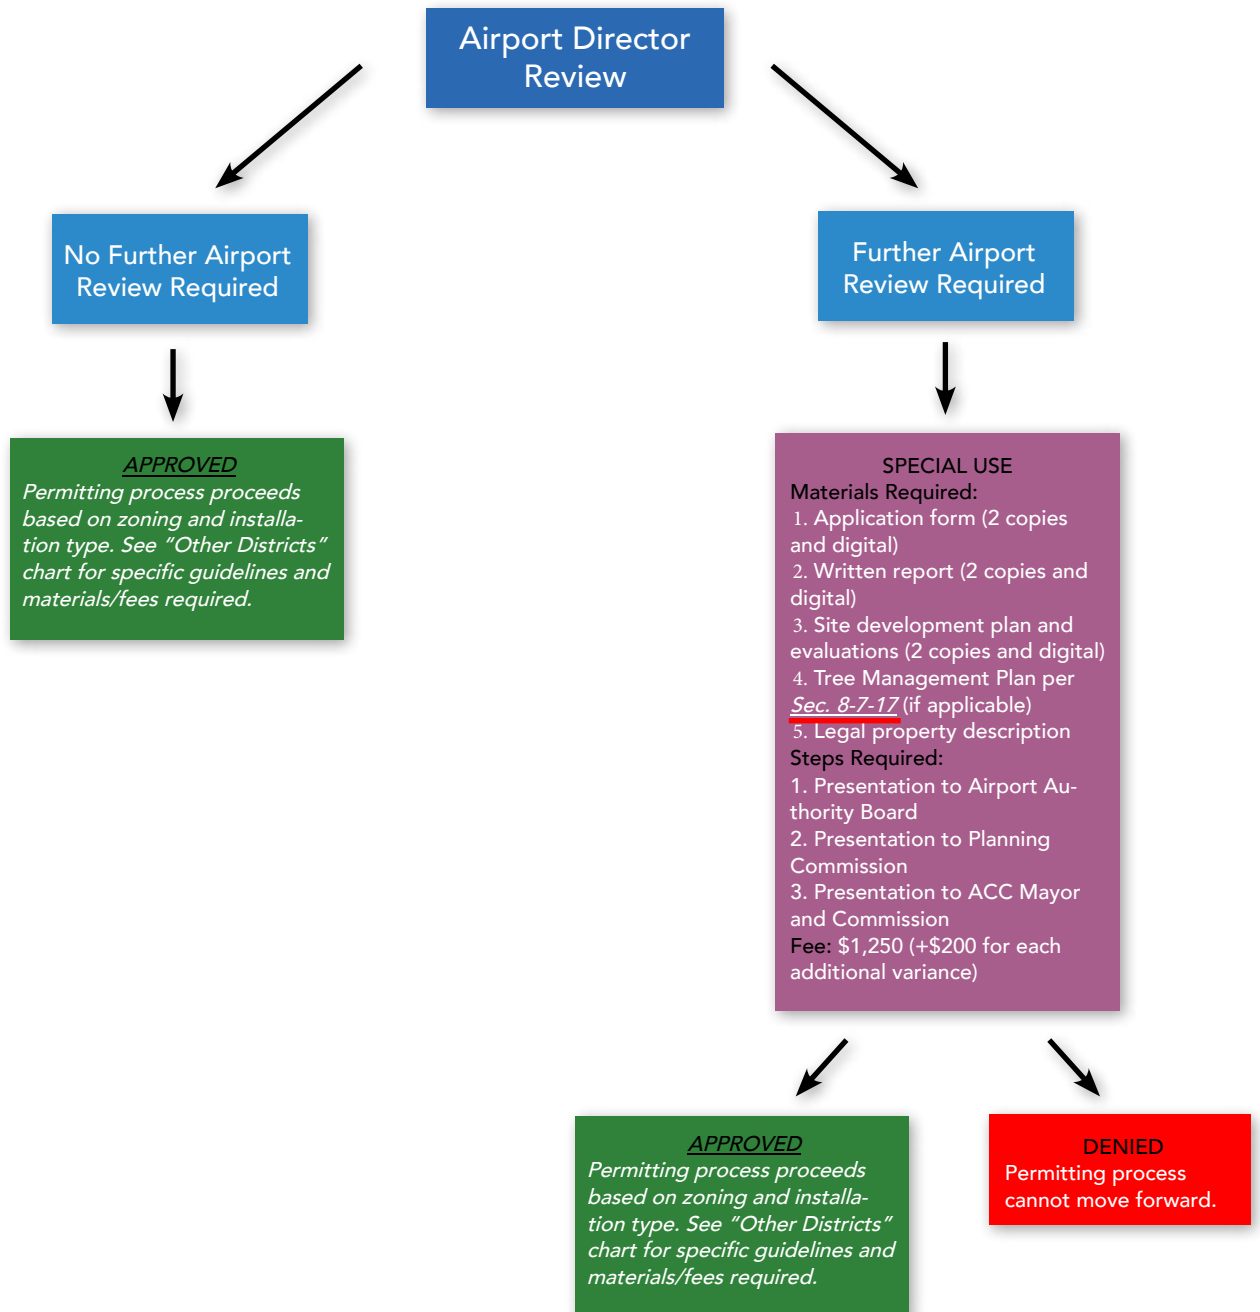 Airport Director
Review
No Further Airport
Review Required
Further Airport
Review Required
APPROVED
Permitting process proceeds
based on zoning and installa-
tion type. See “Other Districts”
chart for specific guidelines and
materials/fees required.
SPECIAL USE
Materials Required:
1. Application form (2 copies
and digital)
2. Written report (2 copies and
digital)
3. Site development plan and
evaluations (2 copies and digital)
4. Tree Management Plan per
Sec. 8-7-17 (if applicable)
5. Legal property description
Steps Required:
1. Presentation to Airport Au-
thority Board
2. Presentation to Planning
Commission
3. Presentation to ACC Mayor
and Commission
Fee: $1,250 (+$200 for each
additional variance)
APPROVED
Permitting process proceeds
based on zoning and installa-
tion type. See “Other Districts”
chart for specific guidelines and
materials/fees required.
DENIED
Permitting process
cannot move forward.